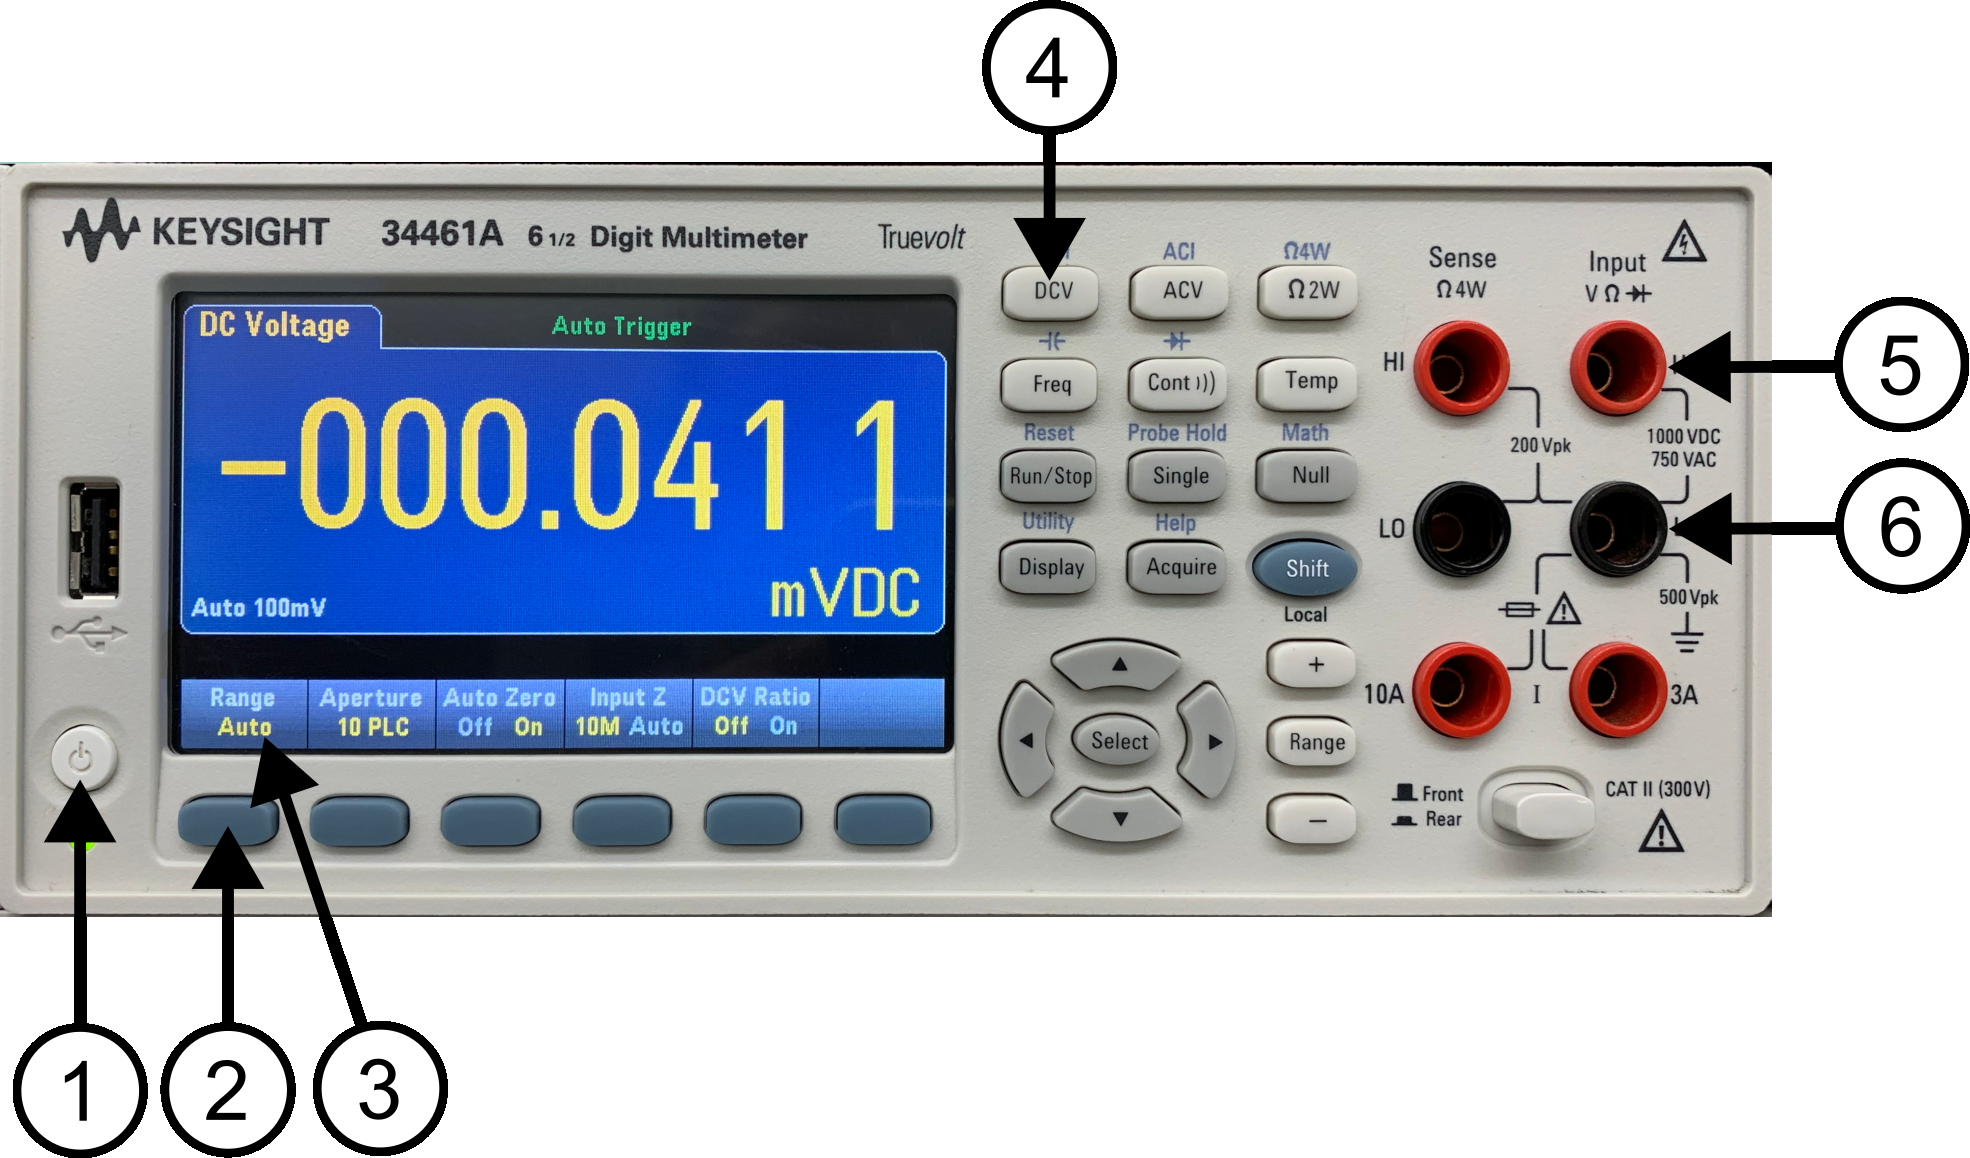 4
KEYSIGHT 34461A 6 1/2 Digit Multimeter Truevolt
DC Voltage Auto Trigger
-000.041 1
mVDC
Auto 100mV
Range Aperture Auto Zero Input Z DCV Ratio
Auto 10 PLC Off On 10M Auto Off On
ACI Ω4W
DCV ACV Ω2W
Freq Cont Temp
Reset Probe Hold Math
Run/Stop Single Null
Utility Help
Display Acquire Shift
Local
+
Select Range
−
Sense
Ω4W
Input
V Ω
HI
200 Vpk
1000 VDC
750 VAC
LO
500 Vpk
10A I 3A
Front
Rear
CAT II (300V)
5
6
1 2 3